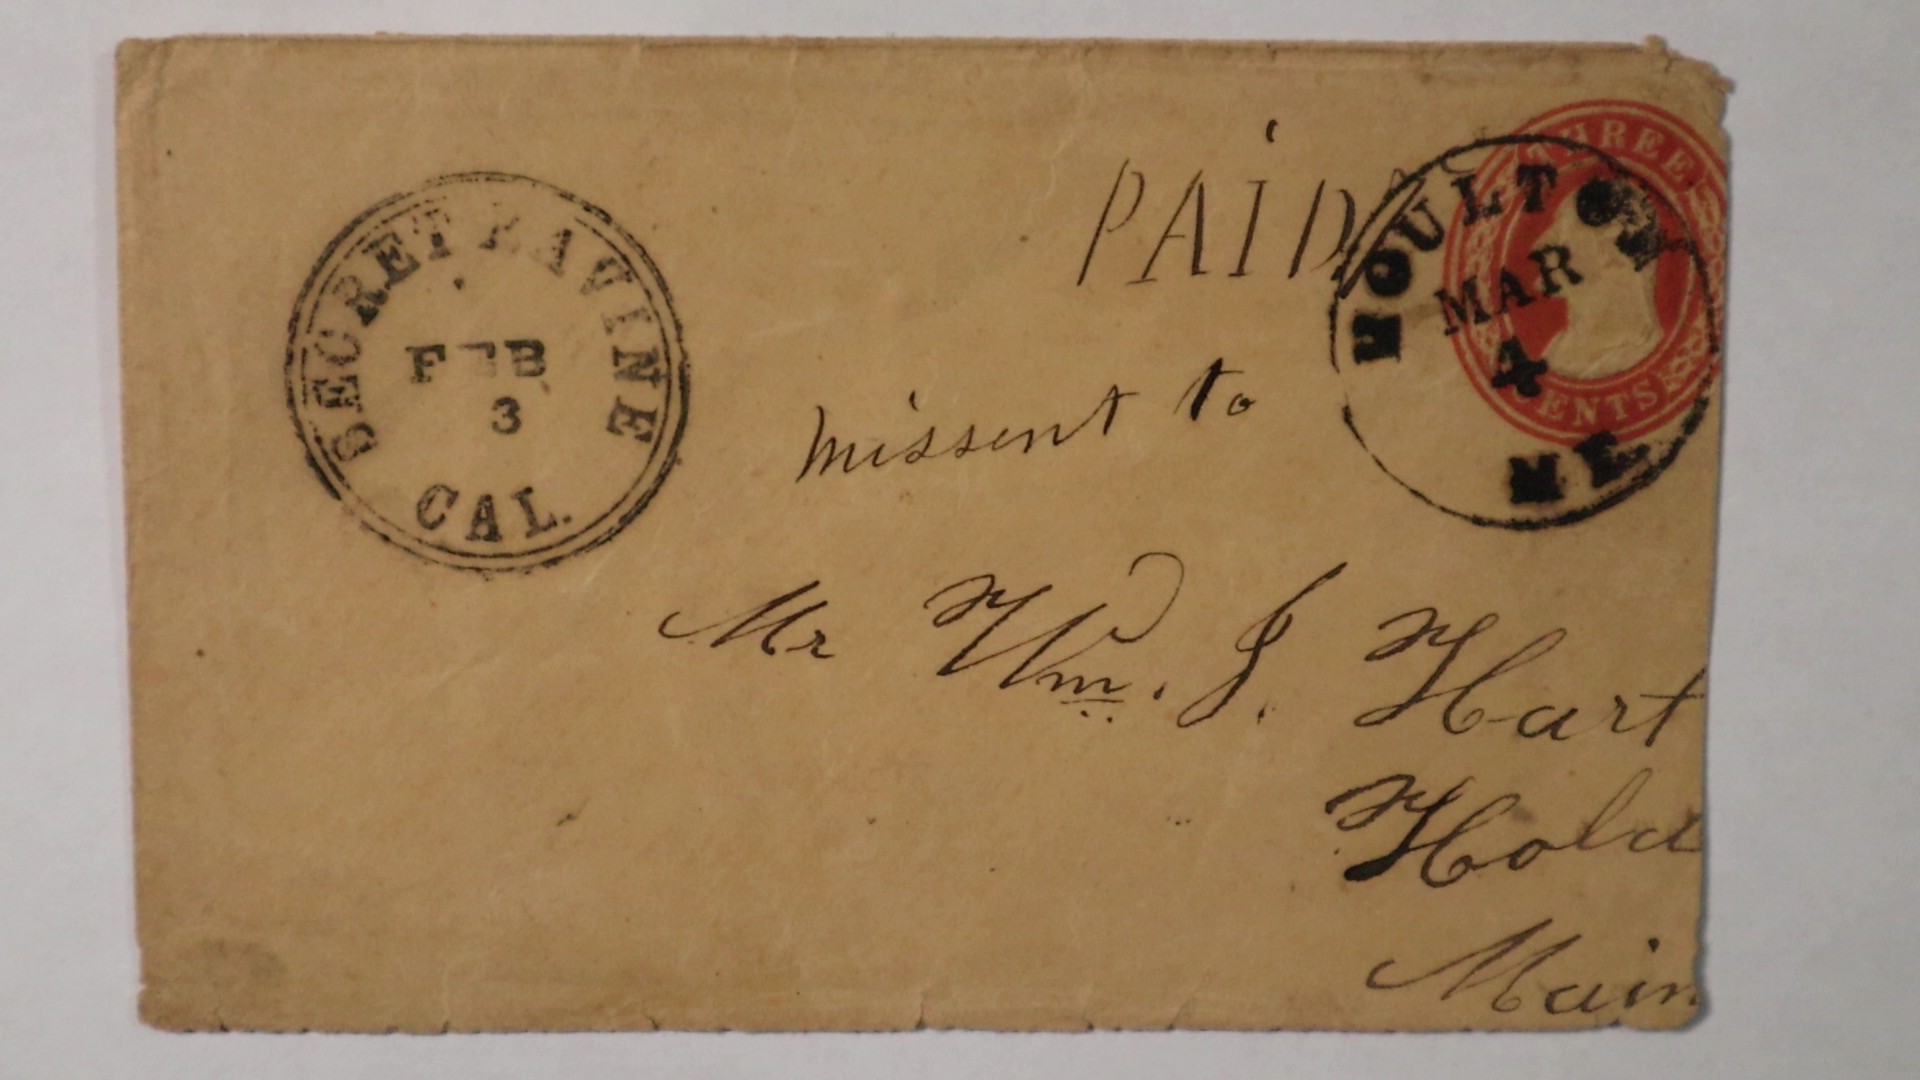 SECRET RAVINE
FEB
3
CAL.
PAID
THREE
CENTS
HOULTON
MAR
4
ME.
missent to
Mr Wm. J. Hart
Hold
Main